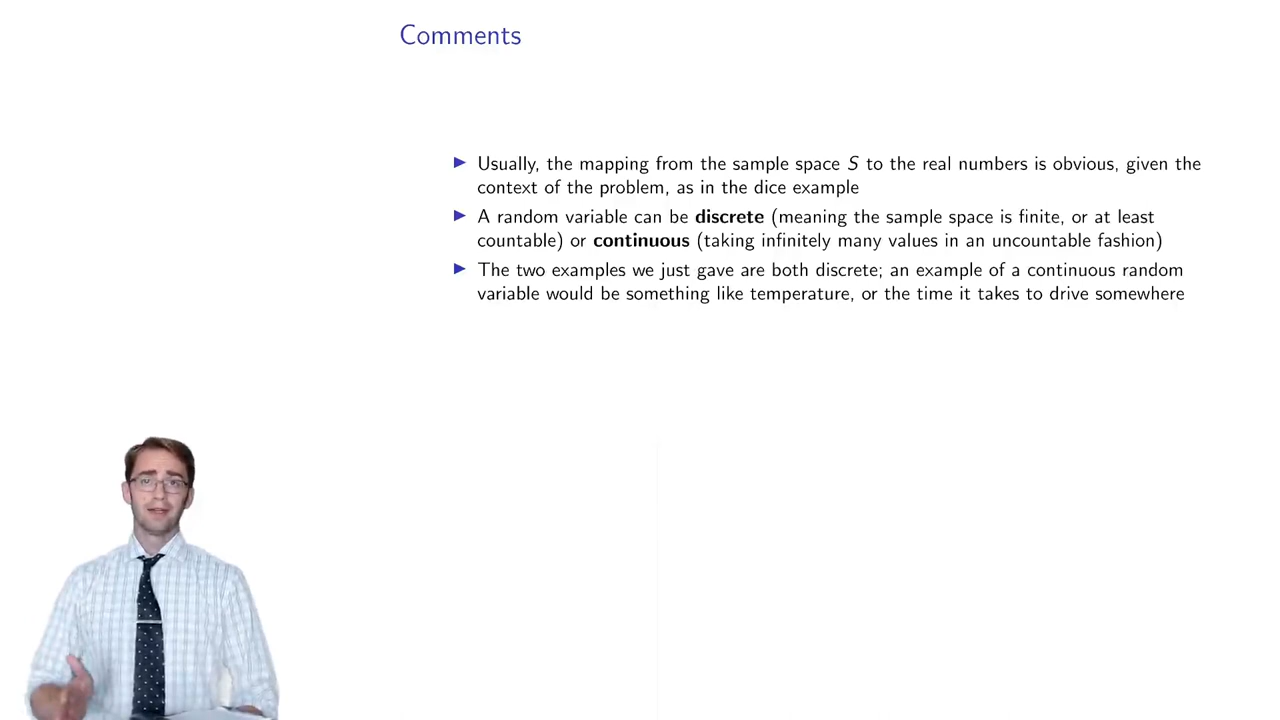 Comments
▶ Usually, the mapping from the sample space S to the real numbers is obvious, given the
context of the problem, as in the dice example
▶ A random variable can be discrete (meaning the sample space is finite, or at least
countable) or continuous (taking infinitely many values in an uncountable fashion)
▶ The two examples we just gave are both discrete; an example of a continuous random
variable would be something like temperature, or the time it takes to drive somewhere